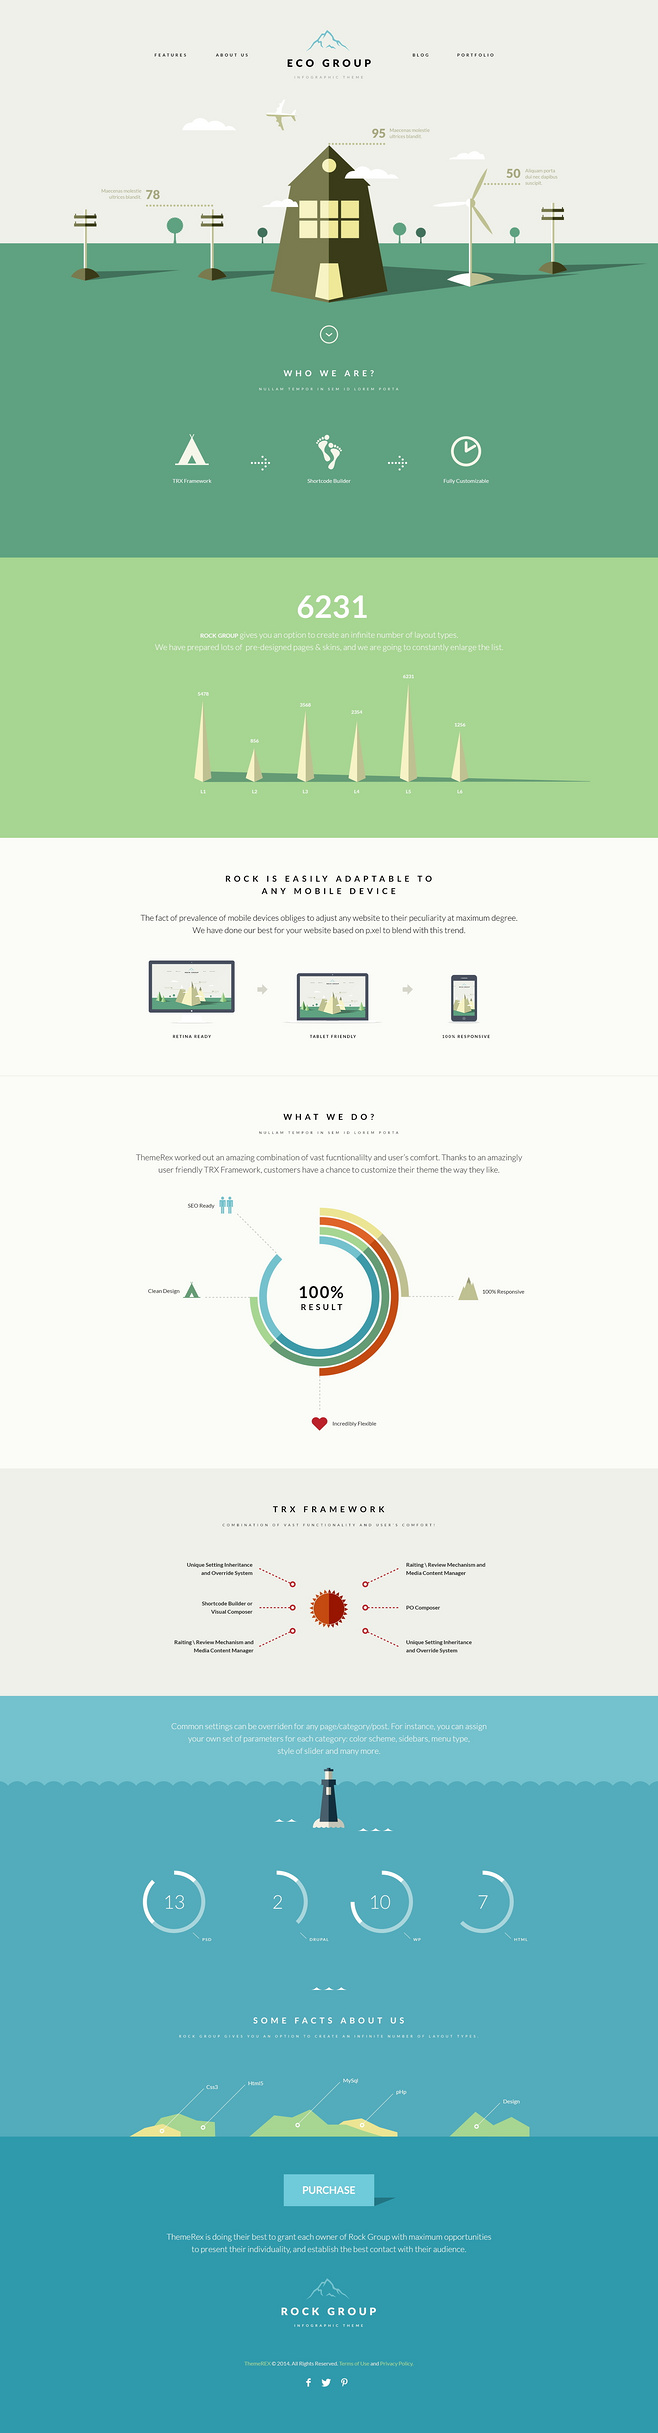 FEATURES
ABOUT US
ECO GROUP
INFOGRAPHIC THEME
BLOG
PORTFOLIO
95 Maecenas molestie
ultrices blandit.
50 Aliquam porta
dui nec dapibus
suscipit.
Maecenas molestie
ultrices blandit. 78
WHO WE ARE?
NULLAM TEMPOR IN SEM ID LOREM PORTA
TRX Framework
Shortcode Builder
Fully Customizable
6231
ROCK GROUP gives you an option to create an infinite number of layout types.
We have prepared lots of pre-designed pages & skins, and we are going to constantly enlarge the list.
6231
L1
L2
L3
L4
L5
L6
ROCK IS EASILY ADAPTABLE TO
ANY MOBILE DEVICE
The fact of prevalence of mobile devices obliges to adjust any website to their peculiarity at maximum degree.
We have done our best for your website based on p.xel to blend with this trend.
RETINA READY
TABLET FRIENDLY
100% RESPONSIVE
WHAT WE DO?
NULLAM TEMPOR IN SEM ID LOREM PORTA
ThemeRex worked out an amazing combination of vast fucntionality and user's comfort. Thanks to an amazingly
user friendly TRX Framework, customers have a chance to customize their theme the way they like.
SEO Ready
Clean Design
100%
RESULT
100% Responsive
Incredibly Flexible
TRX FRAMEWORK
COMBINATION OF VAST FUNCTIONALITY AND USER'S COMFORT!
Unique Setting Inheritance
and Override System
Raiting \ Review Mechanism and
Media Content Manager
Shortcode Builder or
Visual Composer
PO Composer
Raiting \ Review Mechanism and
Media Content Manager
Unique Setting Inheritance
and Override System
Common settings can be overriden for any page/category/post. For instance, you can assign
your own set of parameters for each category: color scheme, sidebars, menu type,
style of slider and many more.
13
2
10
7
PSD
DRUPAL
WP
HTML
SOME FACTS ABOUT US
ROCK GROUP GIVES YOU AN OPTION TO CREATE AN INFINITE NUMBER OF LAYOUT TYPES.
Css3
Html5
MySql
pHp
Design
PURCHASE
ThemeRex is doing their best to grant each owner of Rock Group with maximum opportunities
to present their individuality, and establish the best contact with their audience.
ROCK GROUP
INFOGRAPHIC THEME
ThemeREX © 2014. All Rights Reserved. Terms of Use and Privacy Policy.